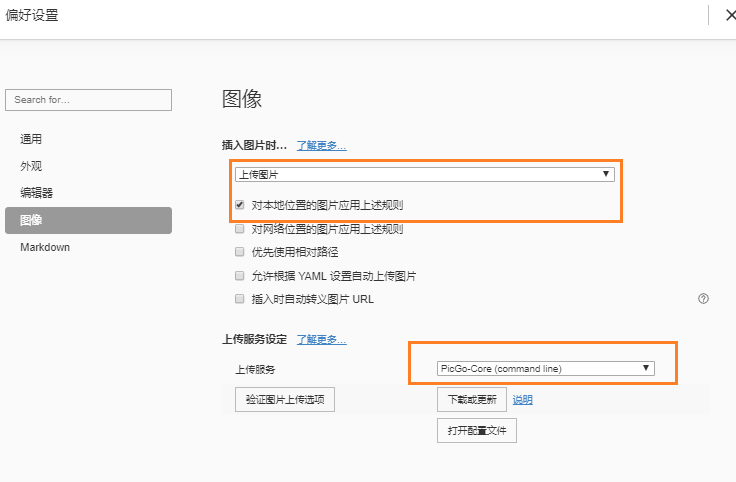 偏好设置
Search for...
通用
外观
编辑器
图像
Markdown
图像
插入图片时... 了解更多...
上传图片
对本地位置的图片应用上述规则
对网络位置的图片应用上述规则
优先使用相对路径
允许根据 YAML 设置自动上传图片
插入时自动转义图片 URL
上传服务设定 了解更多...
上传服务 PicGo-Core (command line)
验证图片上传选项 下载或更新 说明
打开配置文件